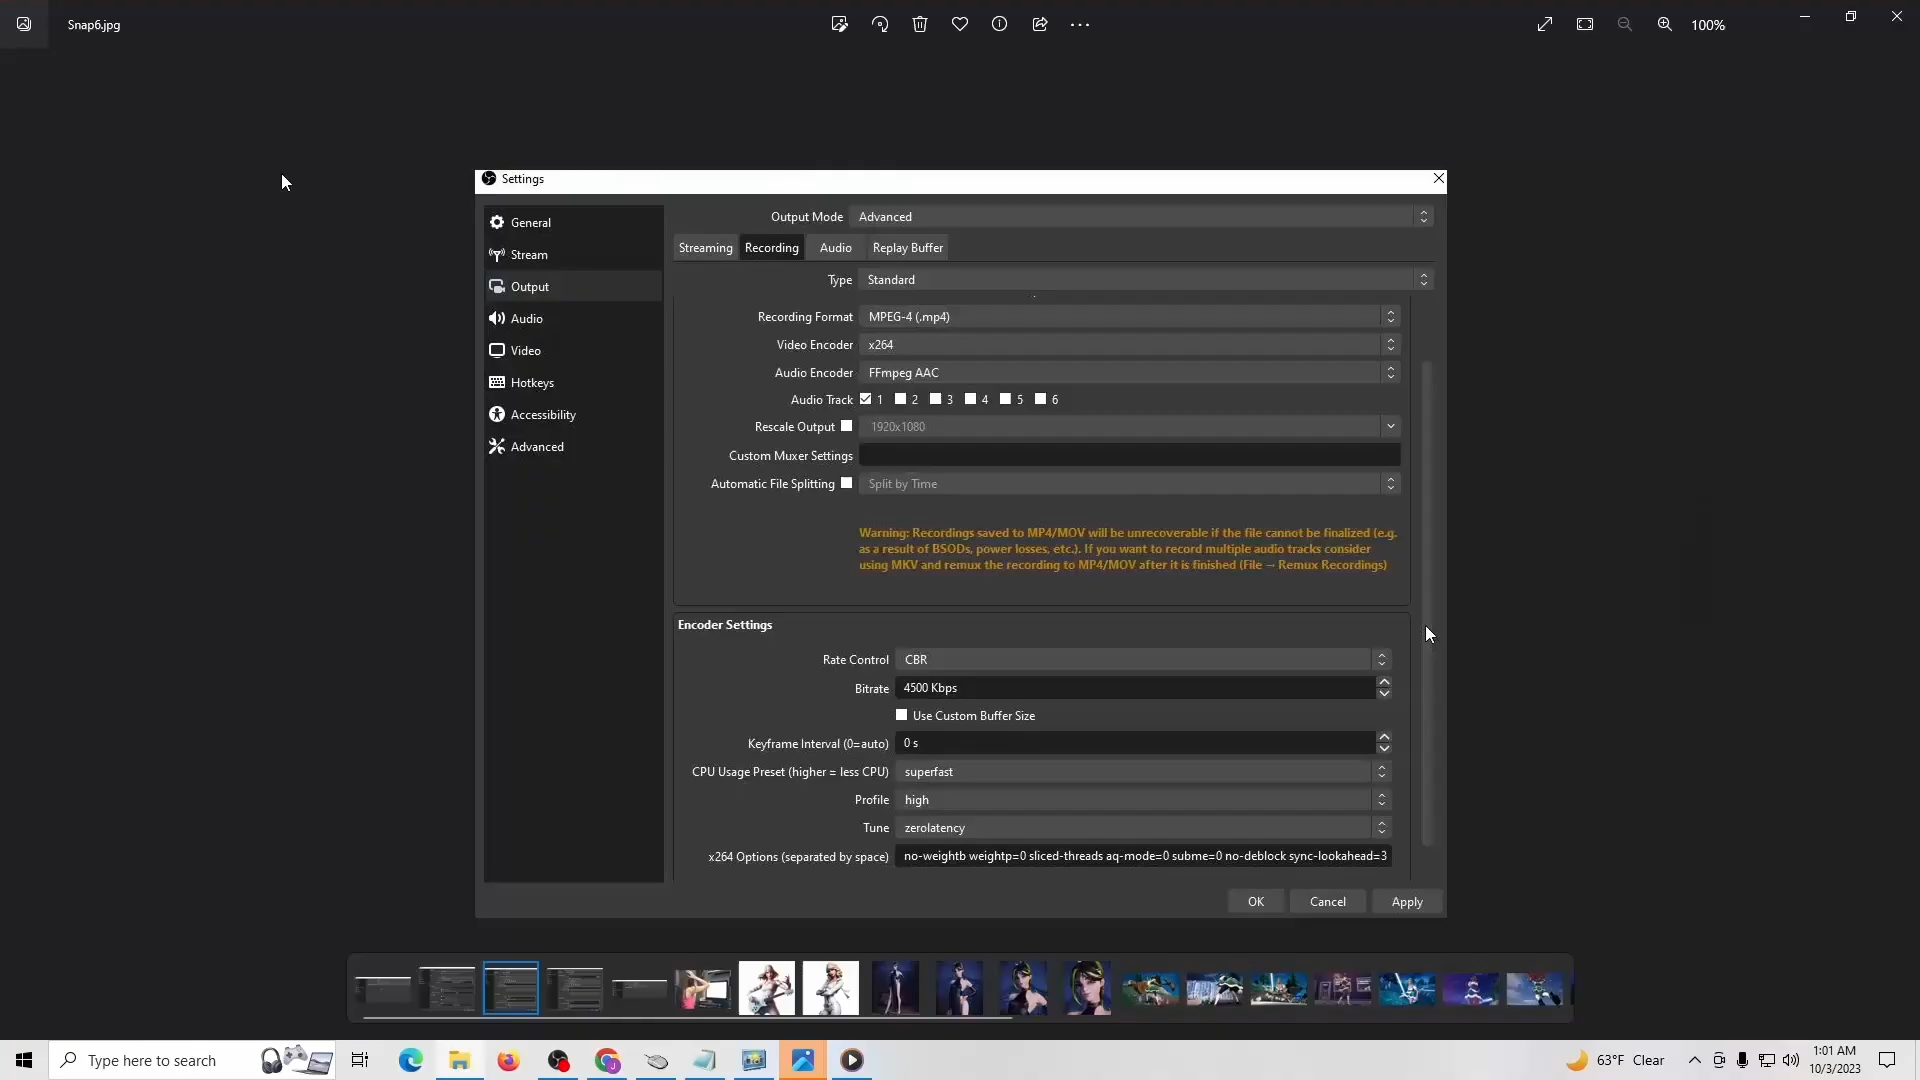 Snap6.jpg
100%
Settings
General
Stream
Output
Audio
Video
Hotkeys
Accessibility
Advanced
Output Mode Advanced
Streaming Recording Audio Replay Buffer
Type Standard
Recording Format MPEG-4 (.mp4)
Video Encoder x264
Audio Encoder FFmpeg AAC
Audio Track 1 2 3 4 5 6
Rescale Output 1920x1080
Custom Muxer Settings
Automatic File Splitting Split by Time
Warning: Recordings saved to MP4/MOV will be unrecoverable if the file cannot be finalized (e.g.
as a result of BSODs, power losses, etc.). If you want to record multiple audio tracks consider
using MKV and remux the recording to MP4/MOV after it is finished (File → Remux Recordings)
Encoder Settings
Rate Control CBR
Bitrate 4500 Kbps
Use Custom Buffer Size
Keyframe Interval (0=auto) 0 s
CPU Usage Preset (higher = less CPU) superfast
Profile high
Tune zerolatency
x264 Options (separated by space) no-weightb weightp=0 sliced-threads aq-mode=0 subme=0 no-deblock sync-lookahead=3
OK Cancel Apply
Type here to search
63°F Clear
1:01 AM
10/3/2023